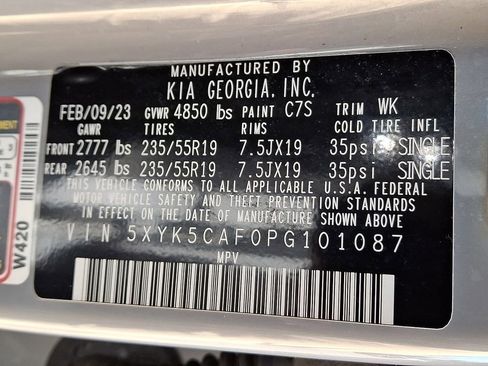 MANUFACTURED BY
KIA GEORGIA, INC.
FEB/09/23 GVWR 4850 lbs PAINT C7S TRIM WK
GAWR TIRES RIMS COLD TIRE INFL
FRONT 2777 lbs 235/55R19 7.5JX19 35psi SINGLE
REAR 2645 lbs 235/55R19 7.5JX19 35psi SINGLE
THIS VEHICLE CONFORMS TO ALL APPLICABLE U.S.A. FEDERAL
MOTOR VEHICLE SAFETY AND THEFT PREVENTION STANDARDS
IN EFFECT ON THE DATE OF MANUFACTURE SHOWN ABOVE.
VIN 5XYK5CAF0PG101087
MPV
W420